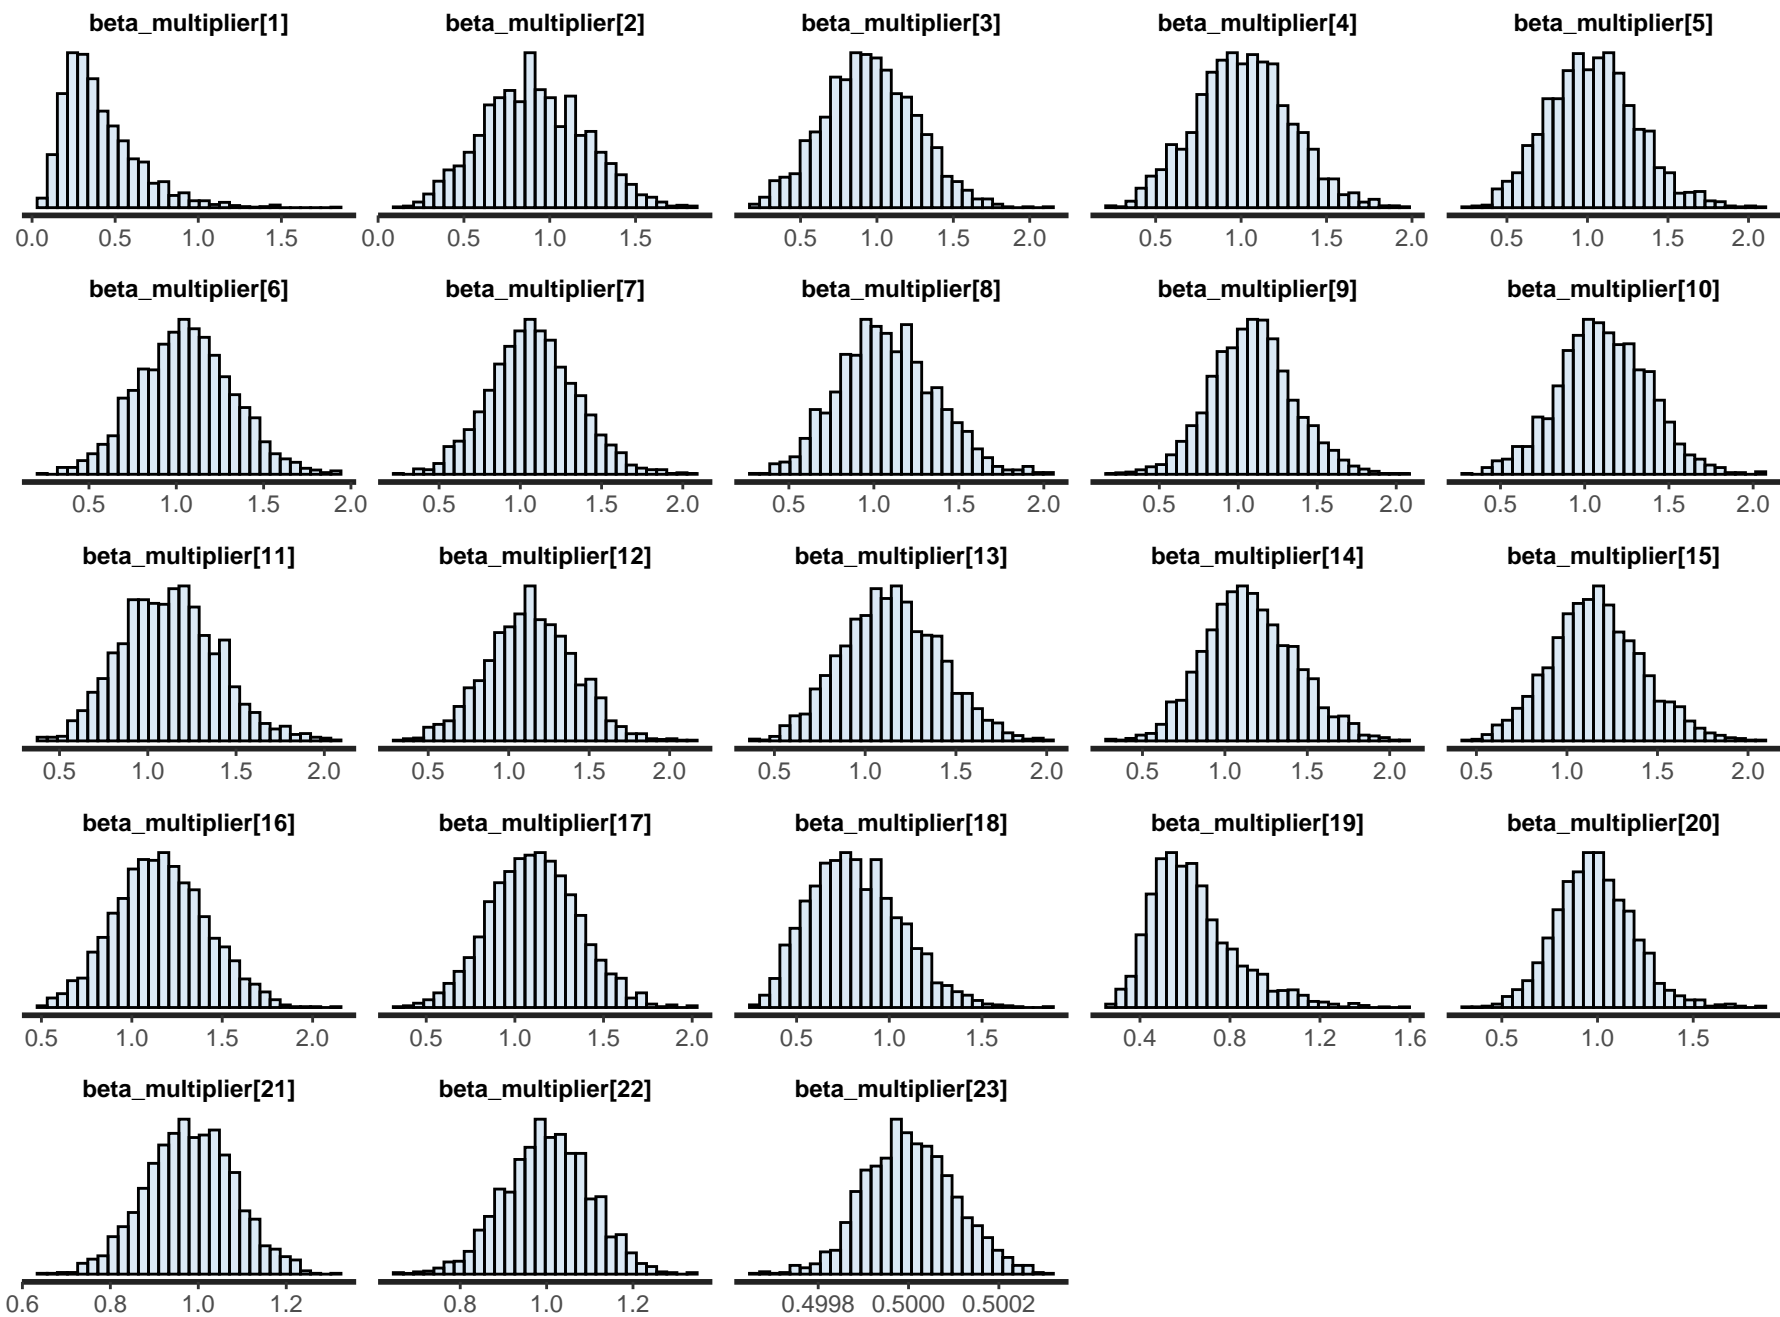 beta_multiplier[1] beta_multiplier[2] beta_multiplier[3] beta_multiplier[4] beta_multiplier[5]
0.0 0.5 1.0 1.5 0.0 0.5 1.0 1.5 0.5 1.0 1.5 2.0 0.5 1.0 1.5 2.0 0.5 1.0 1.5 2.0
beta_multiplier[6] beta_multiplier[7] beta_multiplier[8] beta_multiplier[9] beta_multiplier[10]
0.5 1.0 1.5 2.0 0.5 1.0 1.5 2.0 0.5 1.0 1.5 2.0 0.5 1.0 1.5 2.0 0.5 1.0 1.5 2.0
beta_multiplier[11] beta_multiplier[12] beta_multiplier[13] beta_multiplier[14] beta_multiplier[15]
0.5 1.0 1.5 2.0 0.5 1.0 1.5 2.0 0.5 1.0 1.5 2.0 0.5 1.0 1.5 2.0 0.5 1.0 1.5 2.0
beta_multiplier[16] beta_multiplier[17] beta_multiplier[18] beta_multiplier[19] beta_multiplier[20]
0.5 1.0 1.5 2.0 0.5 1.0 1.5 2.0 0.5 1.0 1.5 0.4 0.8 1.2 1.6 0.5 1.0 1.5
beta_multiplier[21] beta_multiplier[22] beta_multiplier[23]
0.6 0.8 1.0 1.2 0.8 1.0 1.2 0.4998 0.5000 0.5002